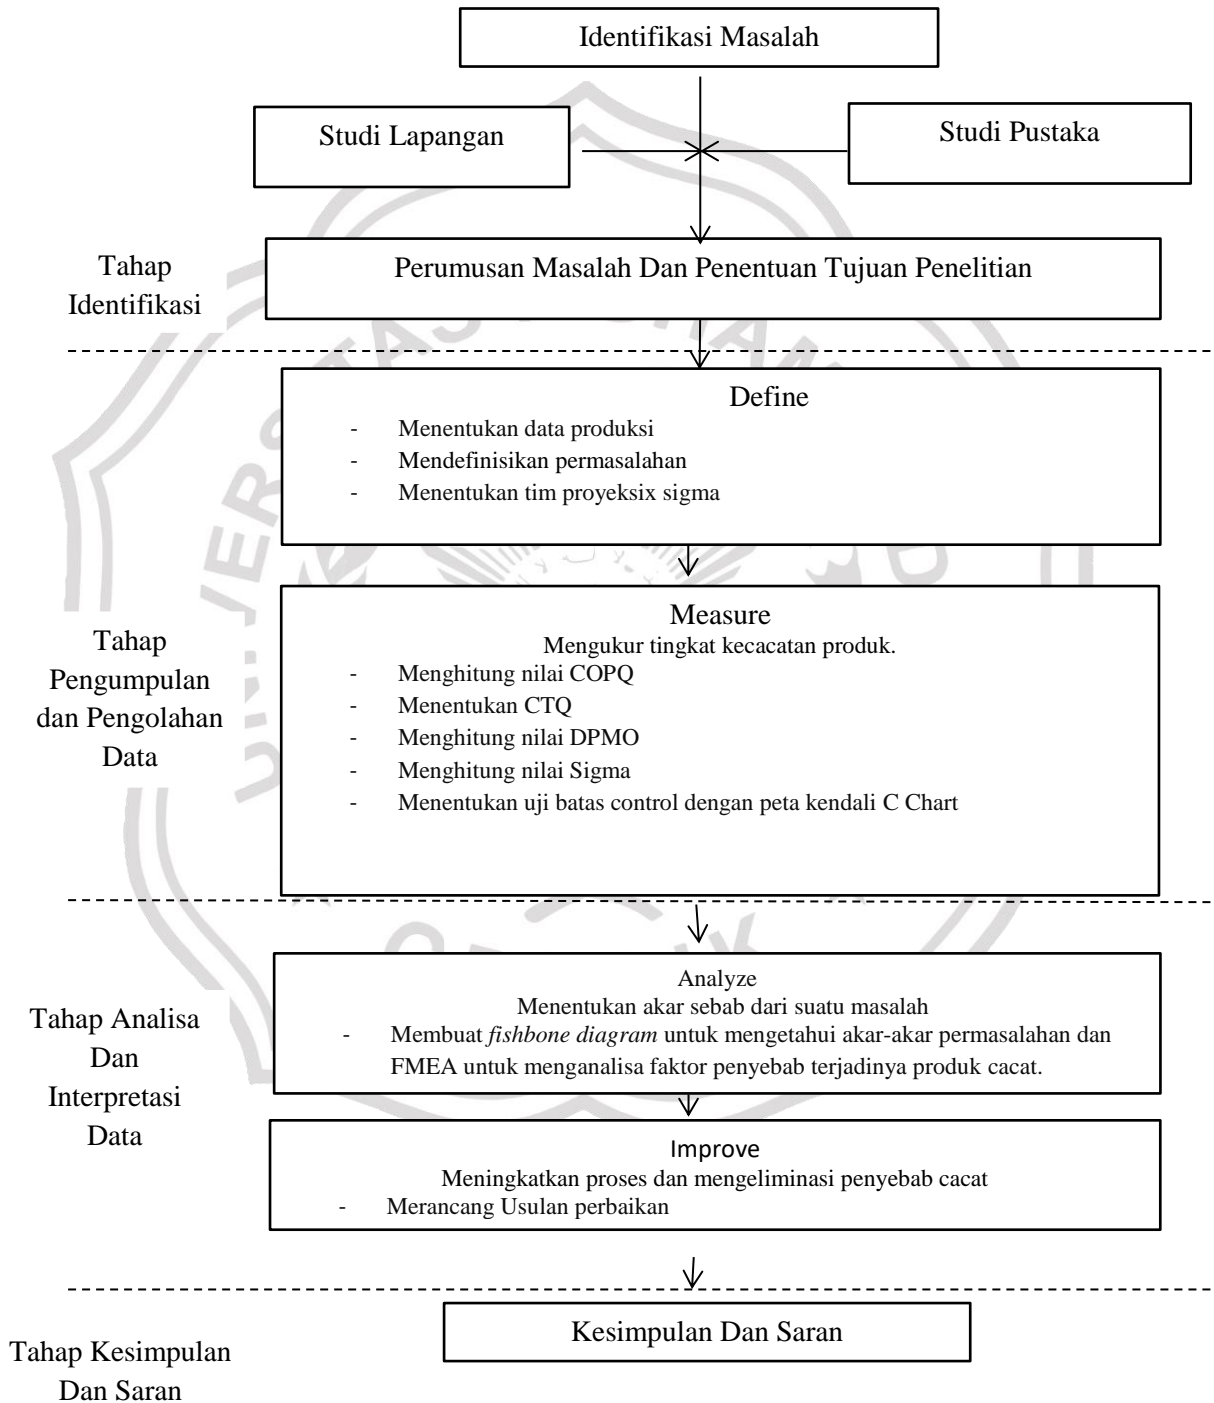 Identifikasi Masalah
Studi Lapangan
Studi Pustaka
Tahap
Identifikasi
Perumusan Masalah Dan Penentuan Tujuan Penelitian
Define
- Menentukan data produksi
- Mendefinisikan permasalahan
- Menentukan tim proyeksix sigma
Tahap
Pengumpulan
dan Pengolahan
Data
Measure
Mengukur tingkat kecacatan produk.
- Menghitung nilai COPQ
- Menentukan CTQ
- Menghitung nilai DPMO
- Menghitung nilai Sigma
- Menentukan uji batas control dengan peta kendali C Chart
Tahap Analisa
Dan
Interpretasi
Data
Analyze
Menentukan akar sebab dari suatu masalah
- Membuat fishbone diagram untuk mengetahui akar-akar permasalahan dan
FMEA untuk menganalisa faktor penyebab terjadinya produk cacat.
Improve
Meningkatkan proses dan mengeliminasi penyebab cacat
- Merancang Usulan perbaikan
Tahap Kesimpulan
Dan Saran
Kesimpulan Dan Saran